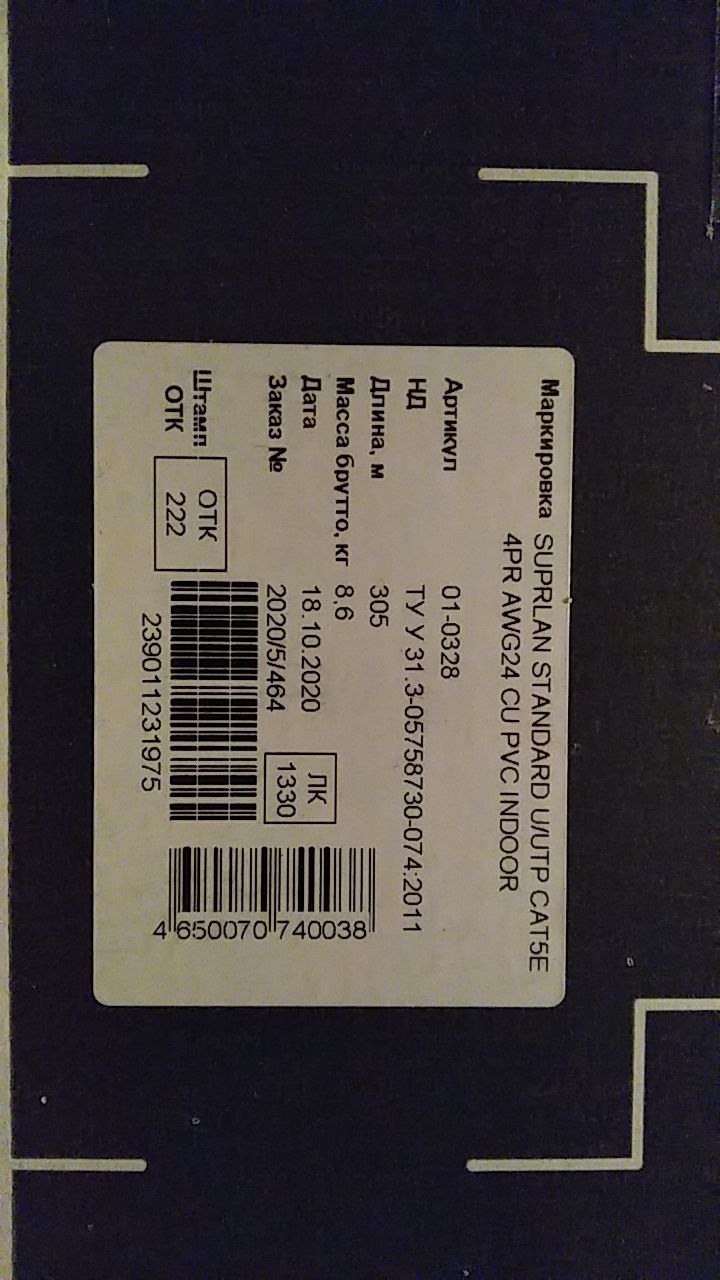 Маркировка SUPRLAN STANDARD U/UTP CAT5E
4PR AWG24 CU PVC INDOOR
Артикул 01-0328
НД ТУ У 31.3-05758730-074:2011
Длина, м 305
Масса брутто, кг 8,6
Дата 18.10.2020
Заказ № 2020/5/464
ЛК
1330
Штамп
ОТК
ОТК
222
239011231975
4 650070 740038